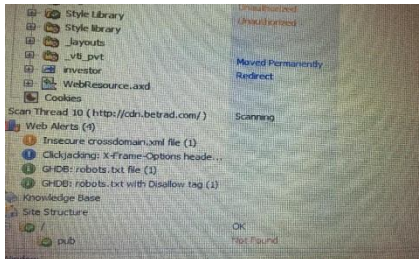 Style Library Unauthorized
Style library Unauthorized
_layouts
_vti_pvt
investor Moved Permanently
WebResource.axd Redirect
Cookies
Scan Thread 10 ( http://cdn.betrad.com/ ) Scanning
Web Alerts (4)
Insecure crossdomain.xml file (1)
Clickjacking: X-Frame-Options heade...
GHDB: robots.txt file (1)
GHDB: robots.txt with Disallow tag (1)
Knowledge Base
Site Structure
/ OK
pub Not Found